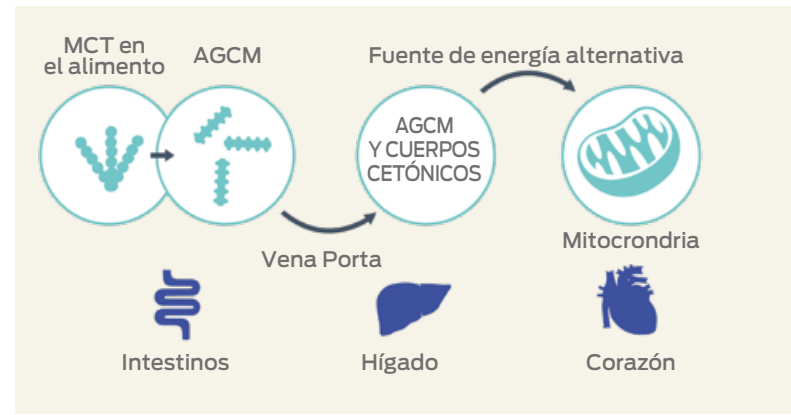 MCT en
el alimento
AGCM
Fuente de energía alternativa
AGCM
Y CUERPOS
CETÓNICOS
Vena Porta
Mitocrondria
Intestinos
Hígado
Corazón